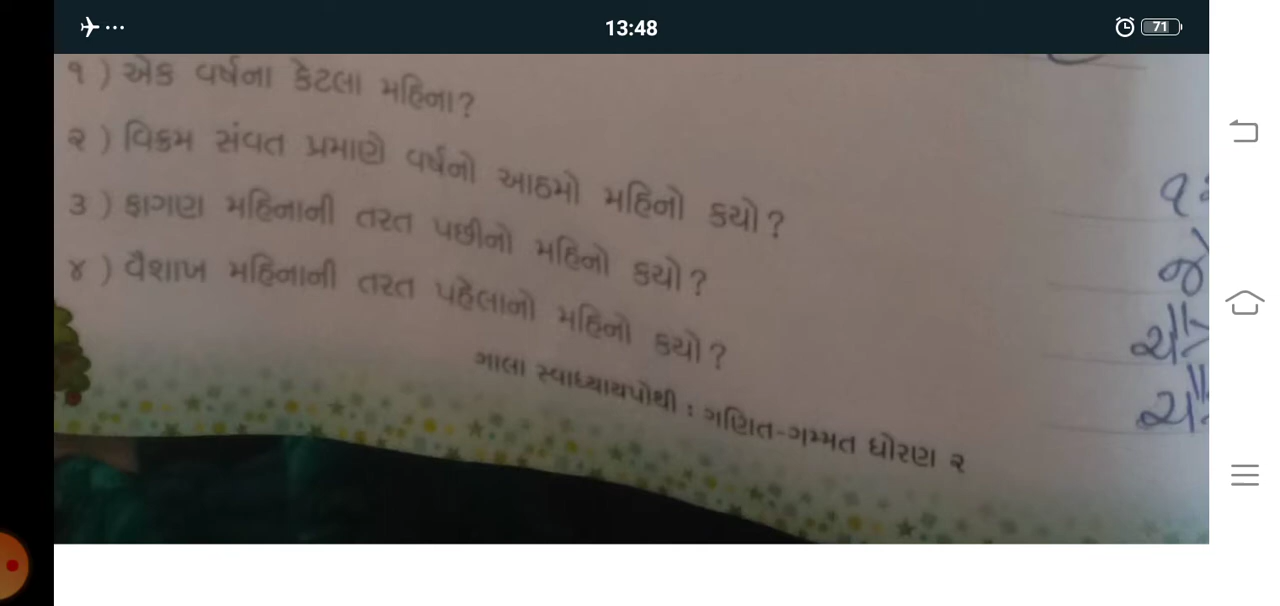 13:48
71
૧ ) એક વર્ષના કેટલા મહિના?
૨ ) વિક્રમ સંવત પ્રમાણે વર્ષનો આઠમો મહિનો કયો?
૩ ) ફાગણ મહિનાની તરત પછીનો મહિનો કયો?
૪ ) વૈશાખ મહિનાની તરત પહેલાનો મહિનો કયો?
ગાલા સ્વાધ્યાયપોથી : ગણિત-ગમ્મત ધોરણ ૨